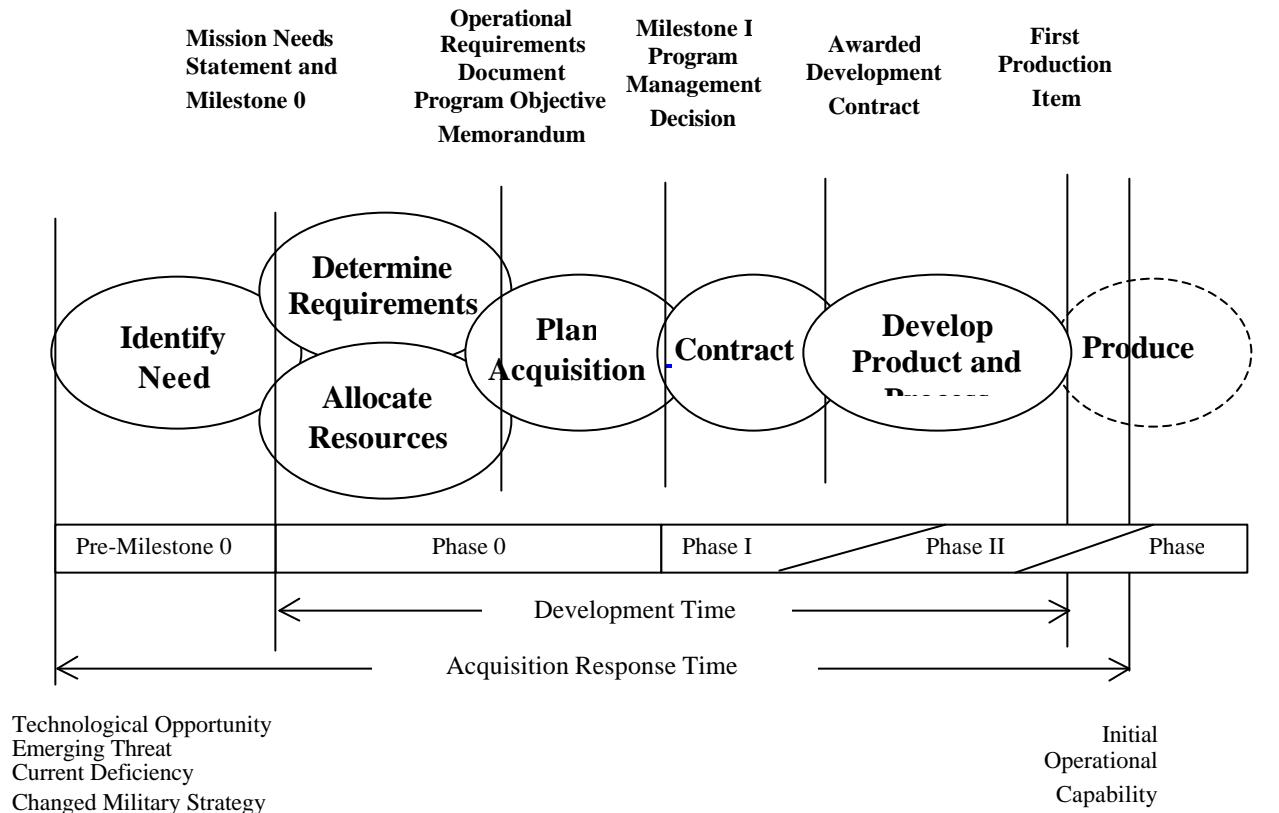 Mission Needs
Statement and
Milestone 0
Operational
Requirements
Document
Program Objective
Memorandum
Milestone I
Program
Management
Decision
Awarded
Development
Contract
First
Production
Item
Identify
Need
Determine
Requirements
Allocate
Resources
Plan
Acquisition
Contract
Develop
Product and
Process
Produce
Pre-Milestone 0
Phase 0
Phase I
Phase II
Phase
Development Time
Acquisition Response Time
Technological Opportunity
Emerging Threat
Current Deficiency
Changed Military Strategy
Initial
Operational
Capability